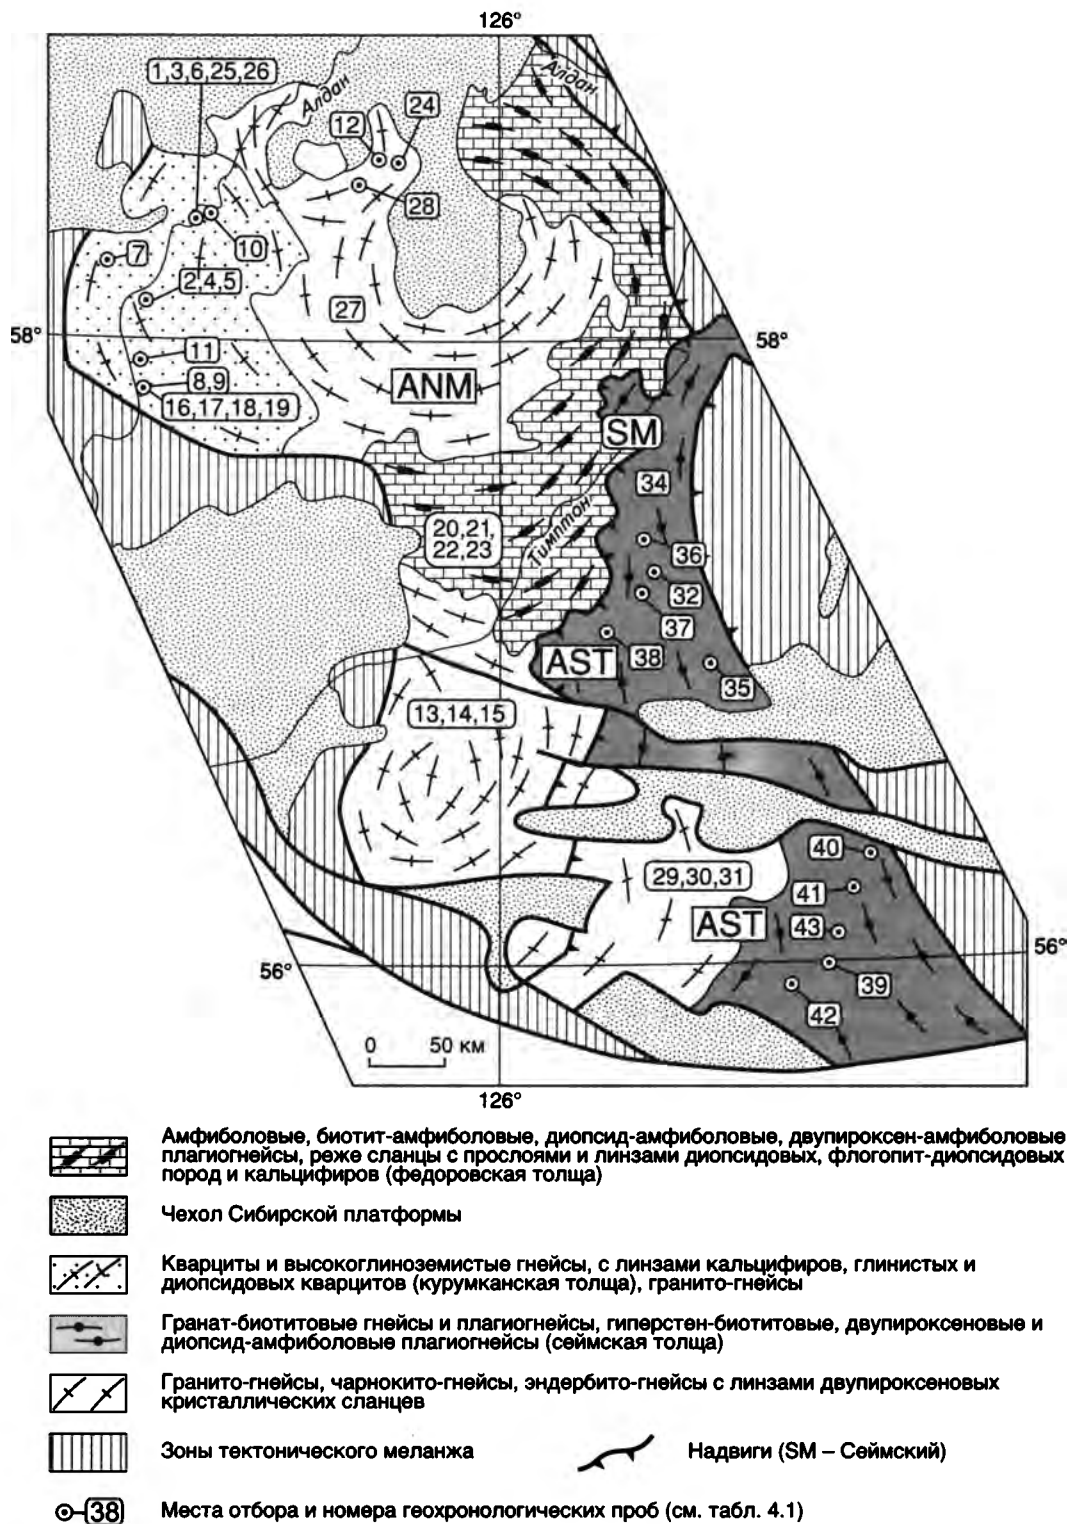 126°
Алдан
1,3,6,25,26
Алдан
12
24
28
10
7
2,4,5
27
58°
58°
11
ANM
8,9
16,17,18,19
SM
34
20,21,
22,23
Тимптон
36
32
37
AST
38
35
13,14,15
40
29,30,31
41
AST
43
56°
56°
39
42
0 50 км
126°
Амфиболовые, биотит-амфиболовые, диопсид-амфиболовые, двупироксен-амфиболовые
плагиогнейсы, реже сланцы с прослоями и линзами диопсидовых, флогопит-диопсидовых
пород и кальцифиров (федоровская толща)
Чехол Сибирской платформы
Кварциты и высокоглиноземистые гнейсы, с линзами кальцифиров, глинистых и
диопсидовых кварцитов (курумканская толща), гранито-гнейсы
Гранат-биотитовые гнейсы и плагиогнейсы, гиперстен-биотитовые, двупироксеновые и
диопсид-амфиболовые плагиогнейсы (сеймская толща)
Гранито-гнейсы, чарнокито-гнейсы, эндербито-гнейсы с линзами двупироксеновых
кристаллических сланцев
Зоны тектонического меланжа
Надвиги (SM – Сеймский)
38
Места отбора и номера геохронологических проб (см. табл. 4.1)